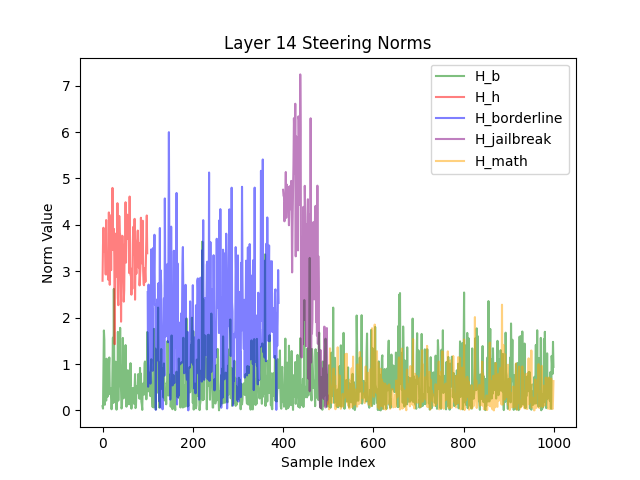 Layer 14 Steering Norms
H_b
H_h
H_borderline
H_jailbreak
H_math
Norm Value
7
6
5
4
3
2
1
0
0 200 400 600 800 1000
Sample Index